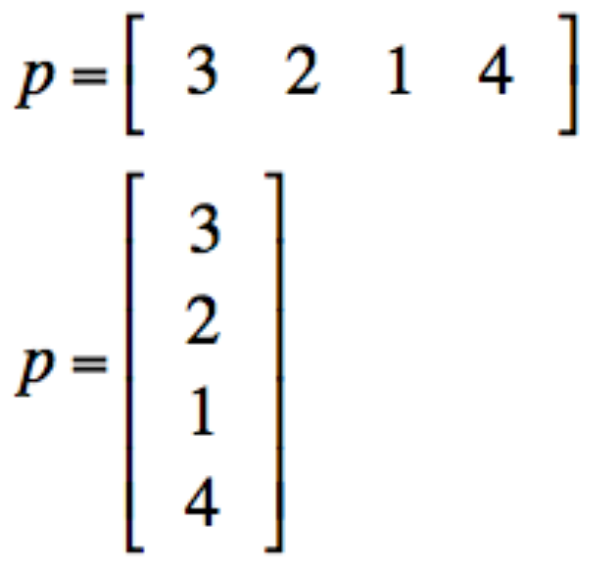 p = [ 3 2 1 4 ]
p = [ 3
2
1
4 ]